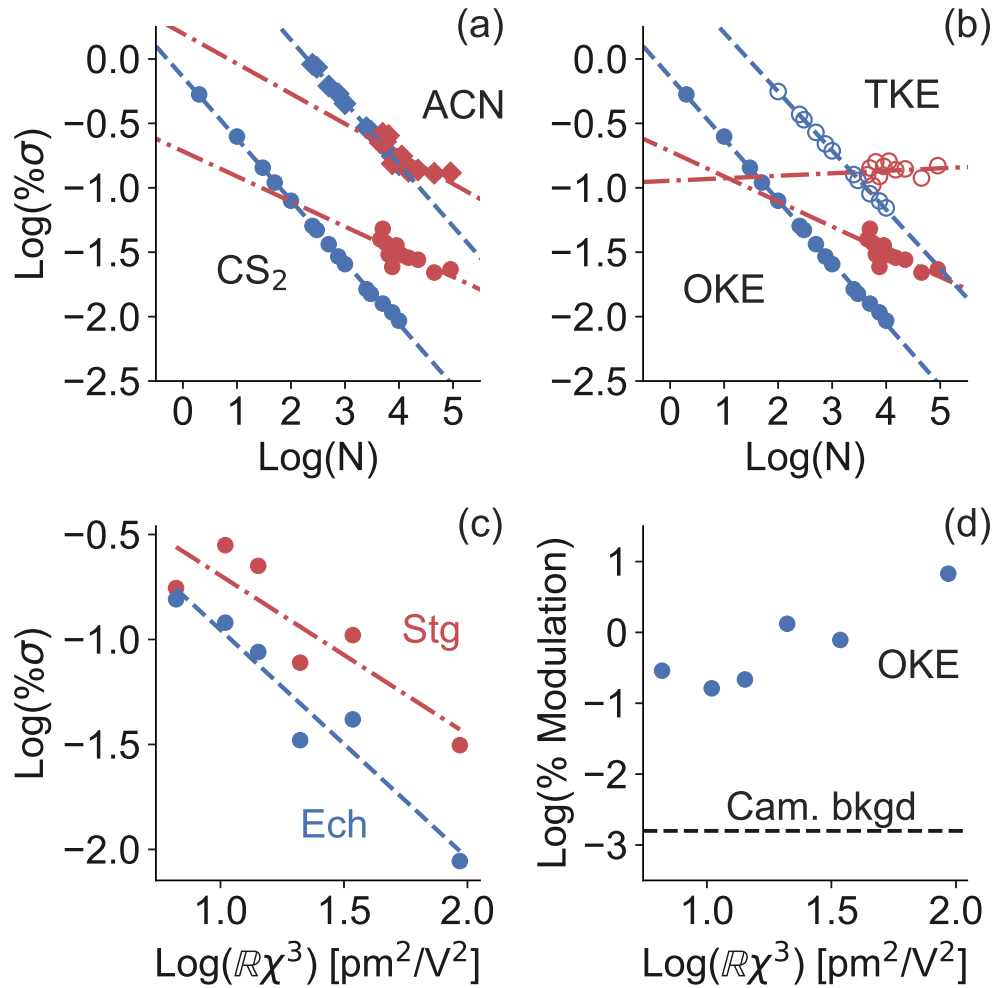 (a)
0.0
−0.5
−1.0
−1.5
−2.0
−2.5
Log(%σ)
ACN
CS₂
0 1 2 3 4 5
Log(N)
(b)
0.0
−0.5
−1.0
−1.5
−2.0
−2.5
TKE
OKE
0 1 2 3 4 5
Log(N)
(c)
−0.5
−1.0
−1.5
−2.0
Log(%σ)
Stg
Ech
1.0 1.5 2.0
Log(ℝχ³) [pm²/V²]
(d)
1
0
−1
−2
−3
Log(% Modulation)
OKE
Cam. bkgd
1.0 1.5 2.0
Log(ℝχ³) [pm²/V²]